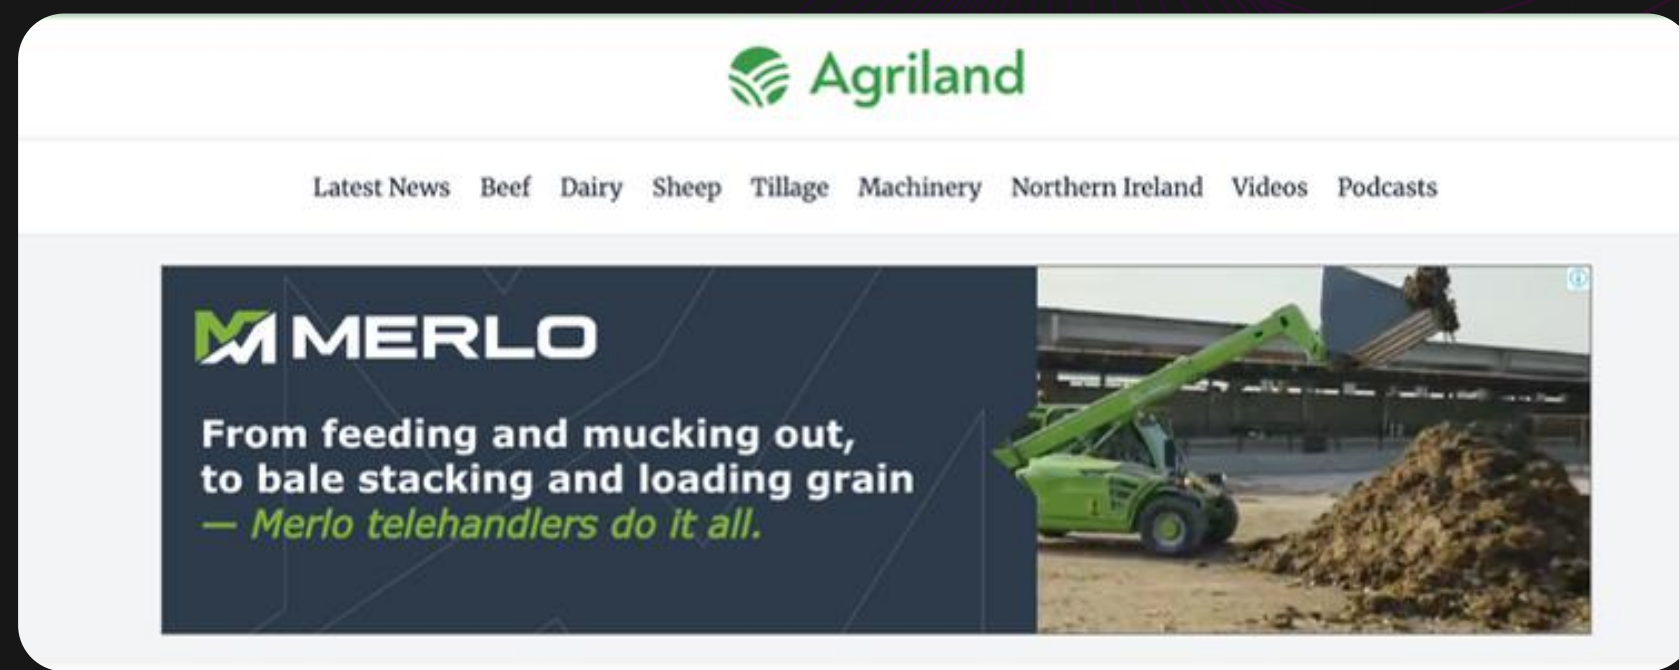 Agriland
Latest News Beef Dairy Sheep Tillage Machinery Northern Ireland Videos Podcasts
MERLO
From feeding and mucking out,
to bale stacking and loading grain
— Merlo telehandlers do it all.